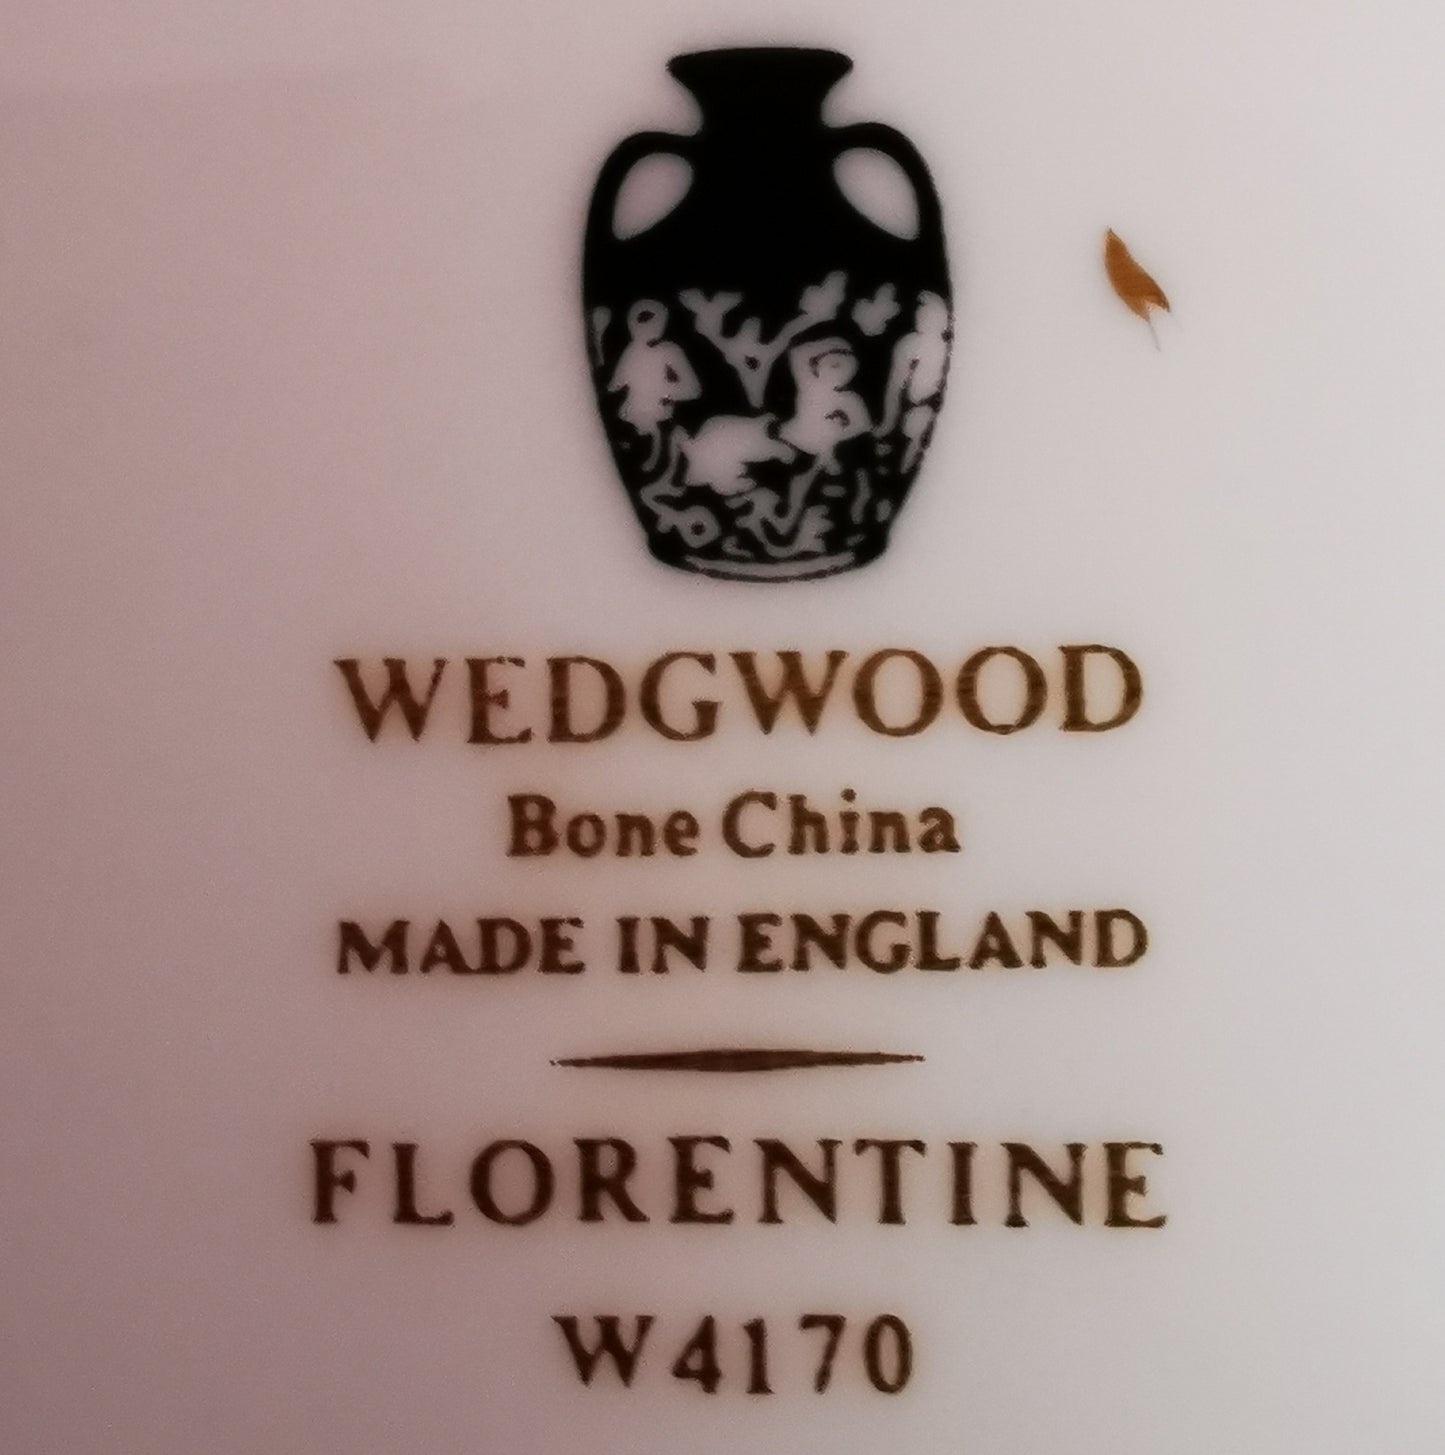 WEDGWOOD
Bone China
MADE IN ENGLAND
FLORENTINE
W4170